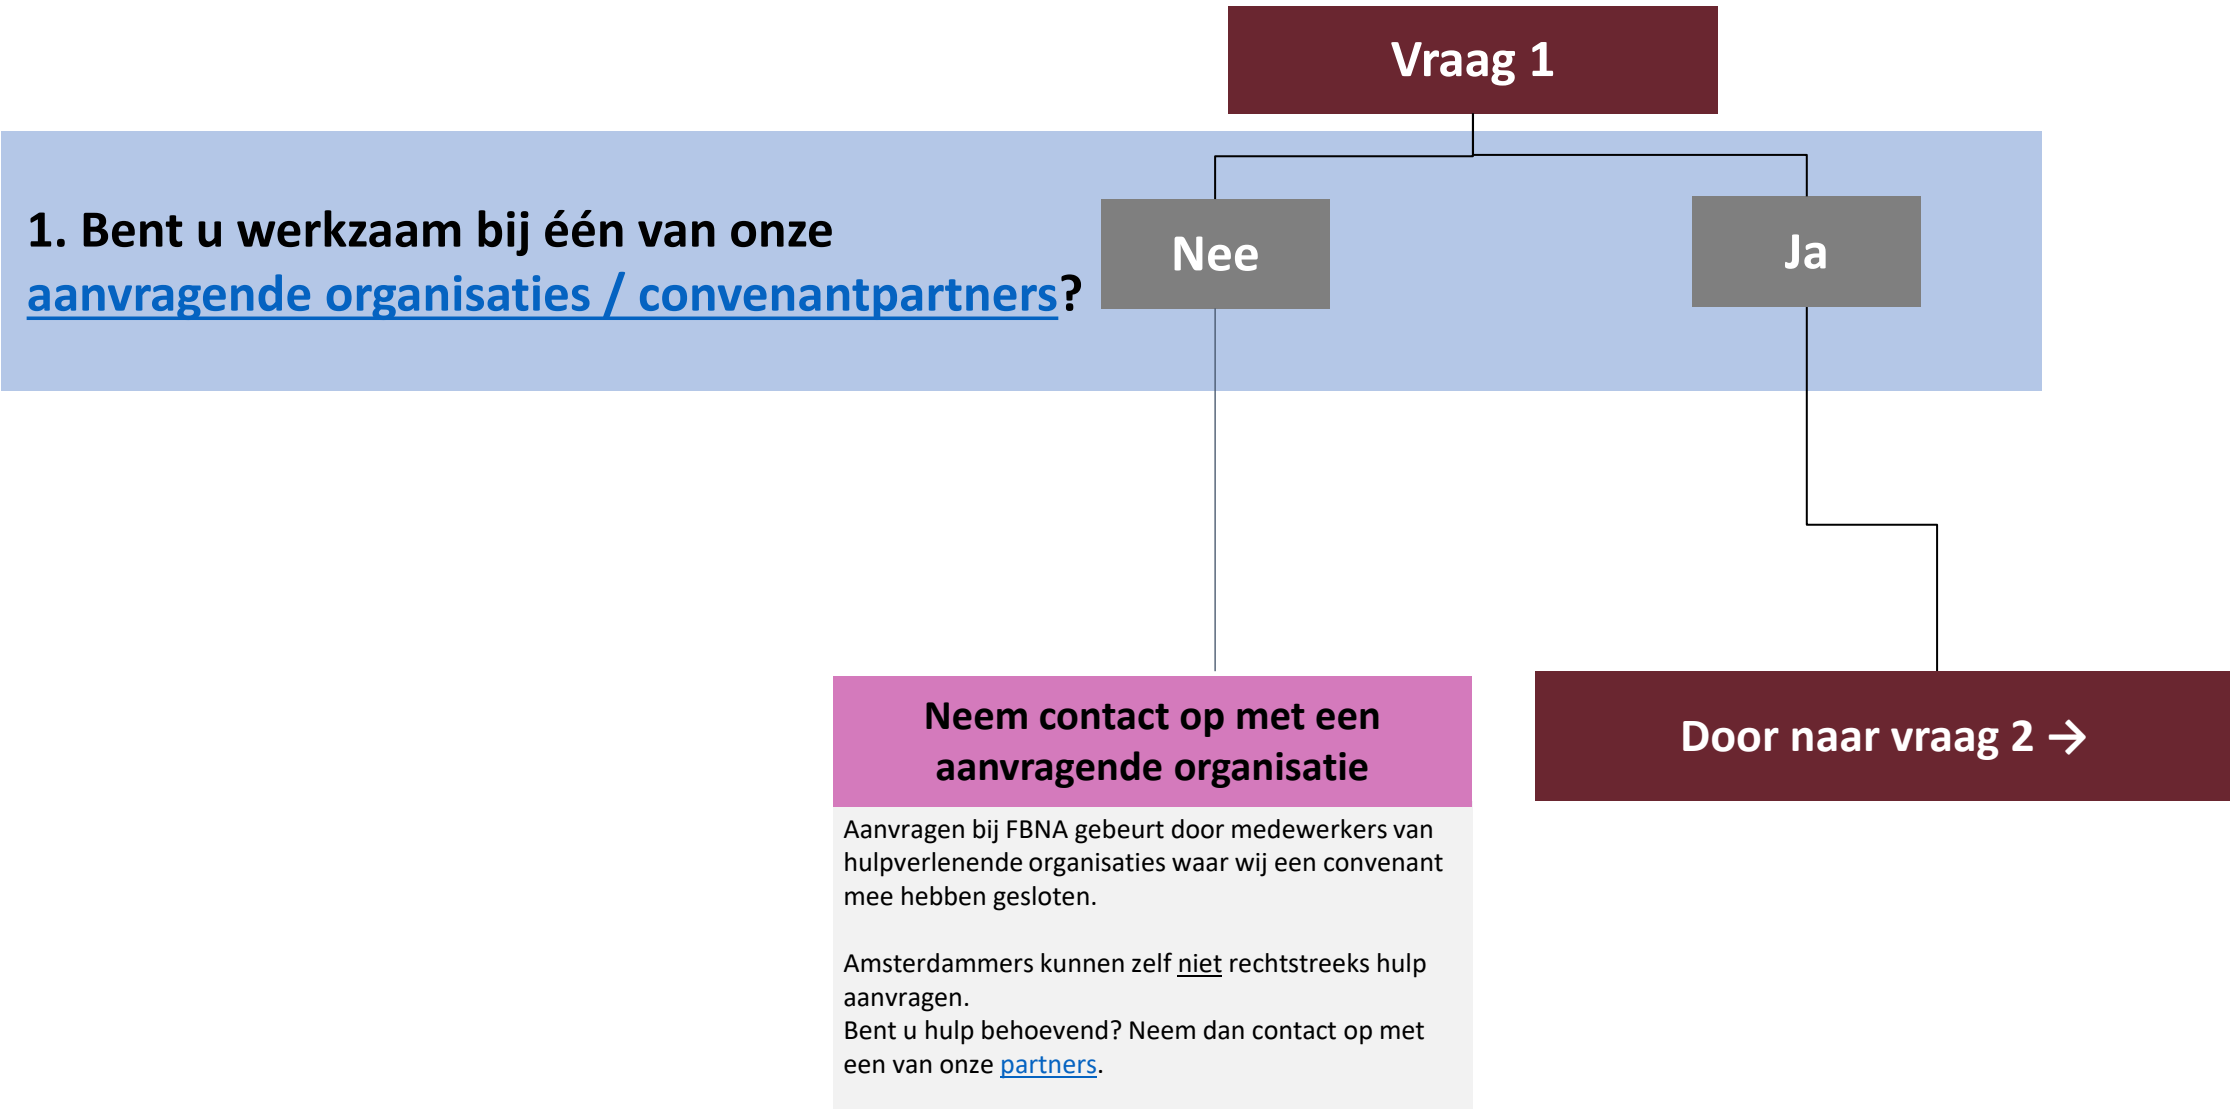 Vraag 1
1. Bent u werkzaam bij één van onze
aanvragende organisaties / convenantpartners?
Nee
Ja
Neem contact op met een
aanvragende organisatie
Aanvragen bij FBNA gebeurt door medewerkers van
hulpverlenende organisaties waar wij een convenant
mee hebben gesloten.
Amsterdammers kunnen zelf niet rechtstreeks hulp
aanvragen.
Bent u hulp behoevend? Neem dan contact op met
een van onze partners.
Door naar vraag 2 →